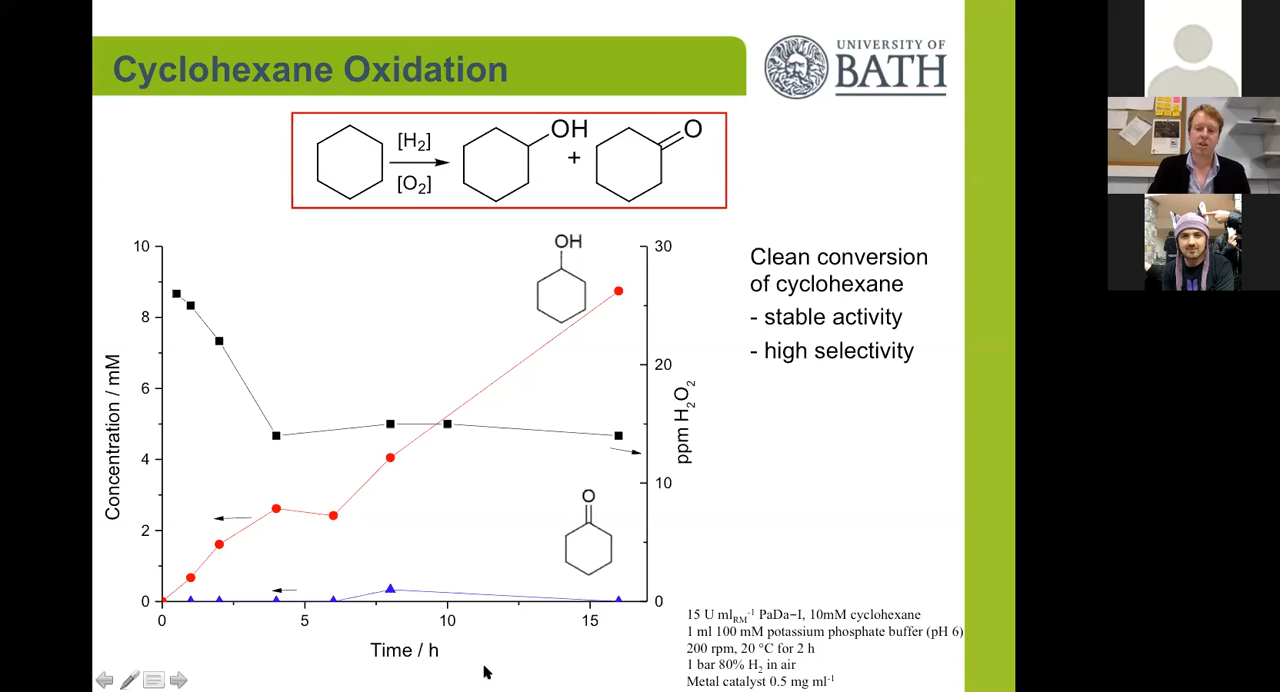 Cyclohexane Oxidation
UNIVERSITY OF
BATH
[H₂]
[O₂]
OH
+
O
10
8
6
4
2
0
Concentration / mM
0
5
10
15
Time / h
30
20
10
0
ppm H₂O₂
OH
O
Clean conversion
of cyclohexane
- stable activity
- high selectivity
15 U ml_RM⁻¹ PaDa–I, 10mM cyclohexane
1 ml 100 mM potassium phosphate buffer (pH 6)
200 rpm, 20 °C for 2 h
1 bar 80% H₂ in air
Metal catalyst 0.5 mg ml⁻¹